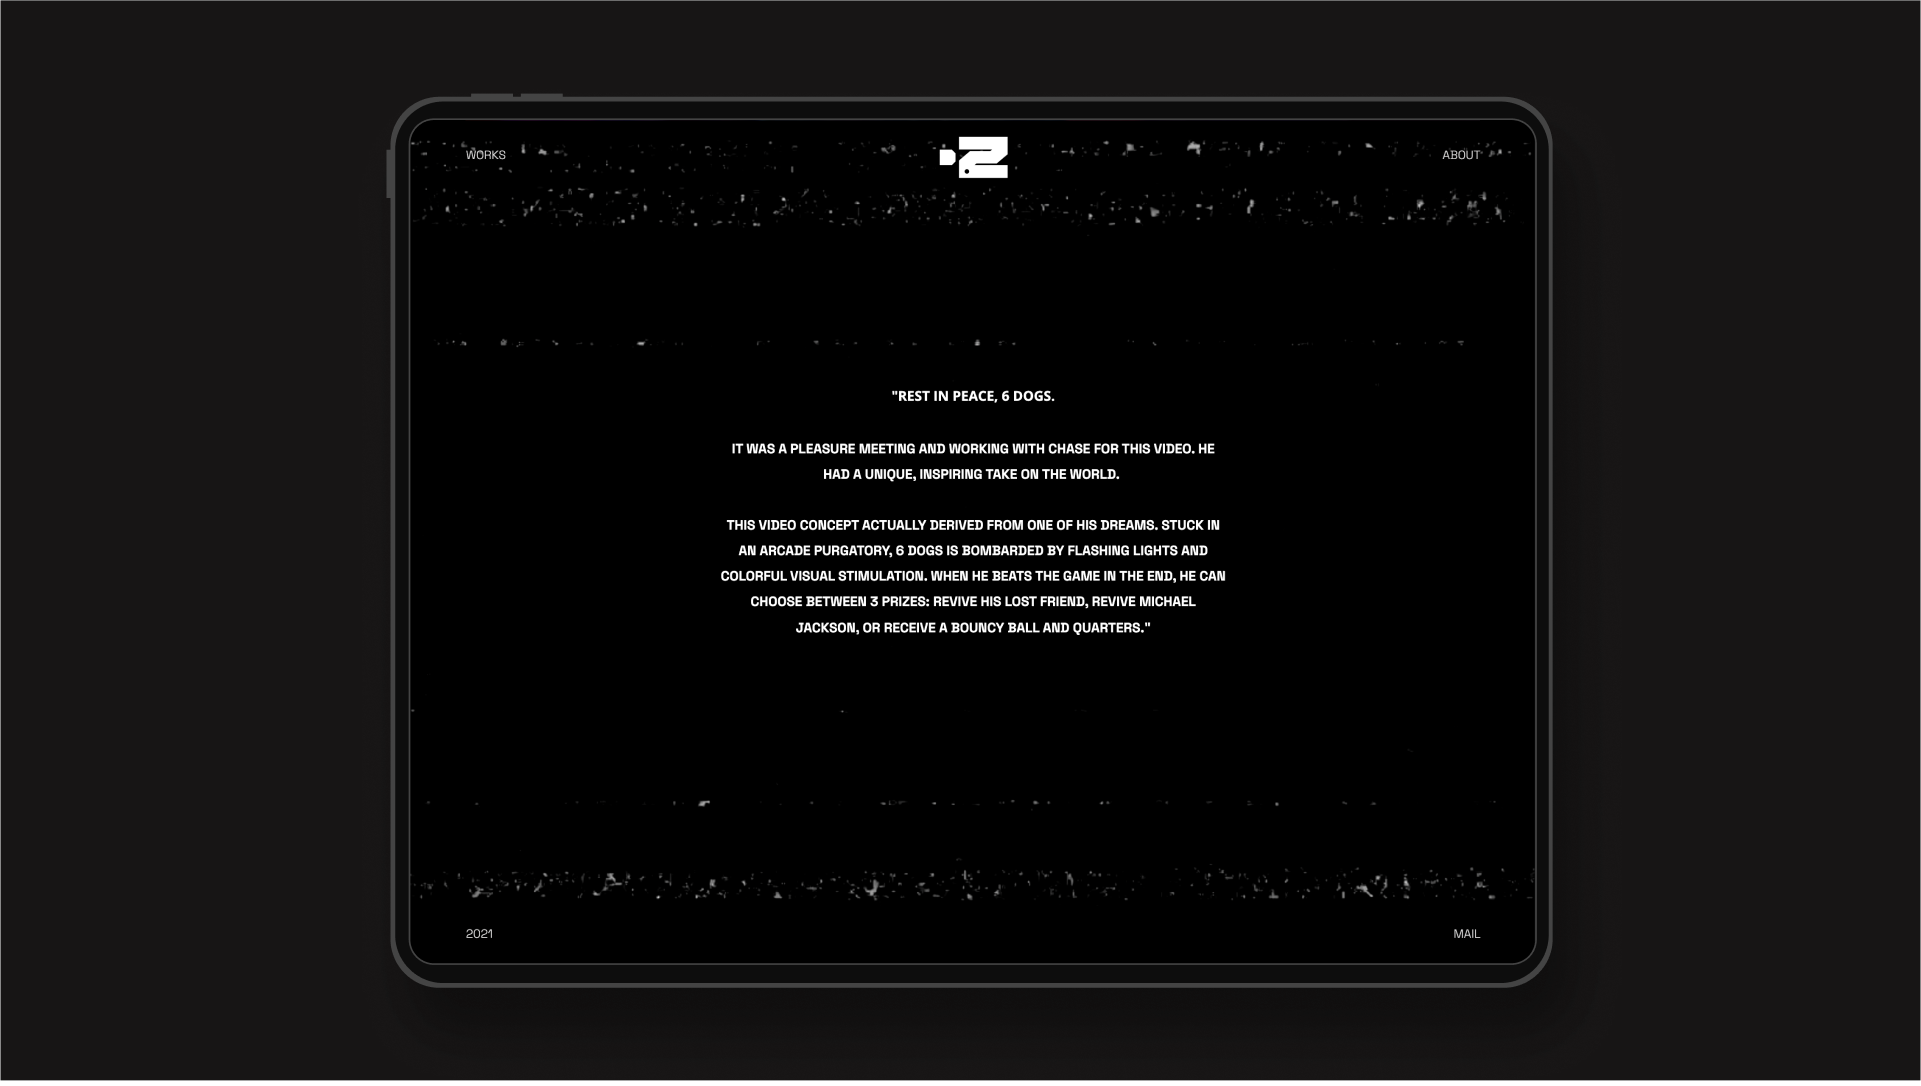 WORKS
2
ABOUT
"REST IN PEACE, 6 DOGS.
IT WAS A PLEASURE MEETING AND WORKING WITH CHASE FOR THIS VIDEO. HE
HAD A UNIQUE, INSPIRING TAKE ON THE WORLD.
THIS VIDEO CONCEPT ACTUALLY DERIVED FROM ONE OF HIS DREAMS. STUCK IN
AN ARCADE PURGATORY, 6 DOGS IS BOMBARDED BY FLASHING LIGHTS AND
COLORFUL VISUAL STIMULATION. WHEN HE BEATS THE GAME IN THE END, HE CAN
CHOOSE BETWEEN 3 PRIZES: REVIVE HIS LOST FRIEND, REVIVE MICHAEL
JACKSON, OR RECEIVE A BOUNCY BALL AND QUARTERS."
2021
MAIL